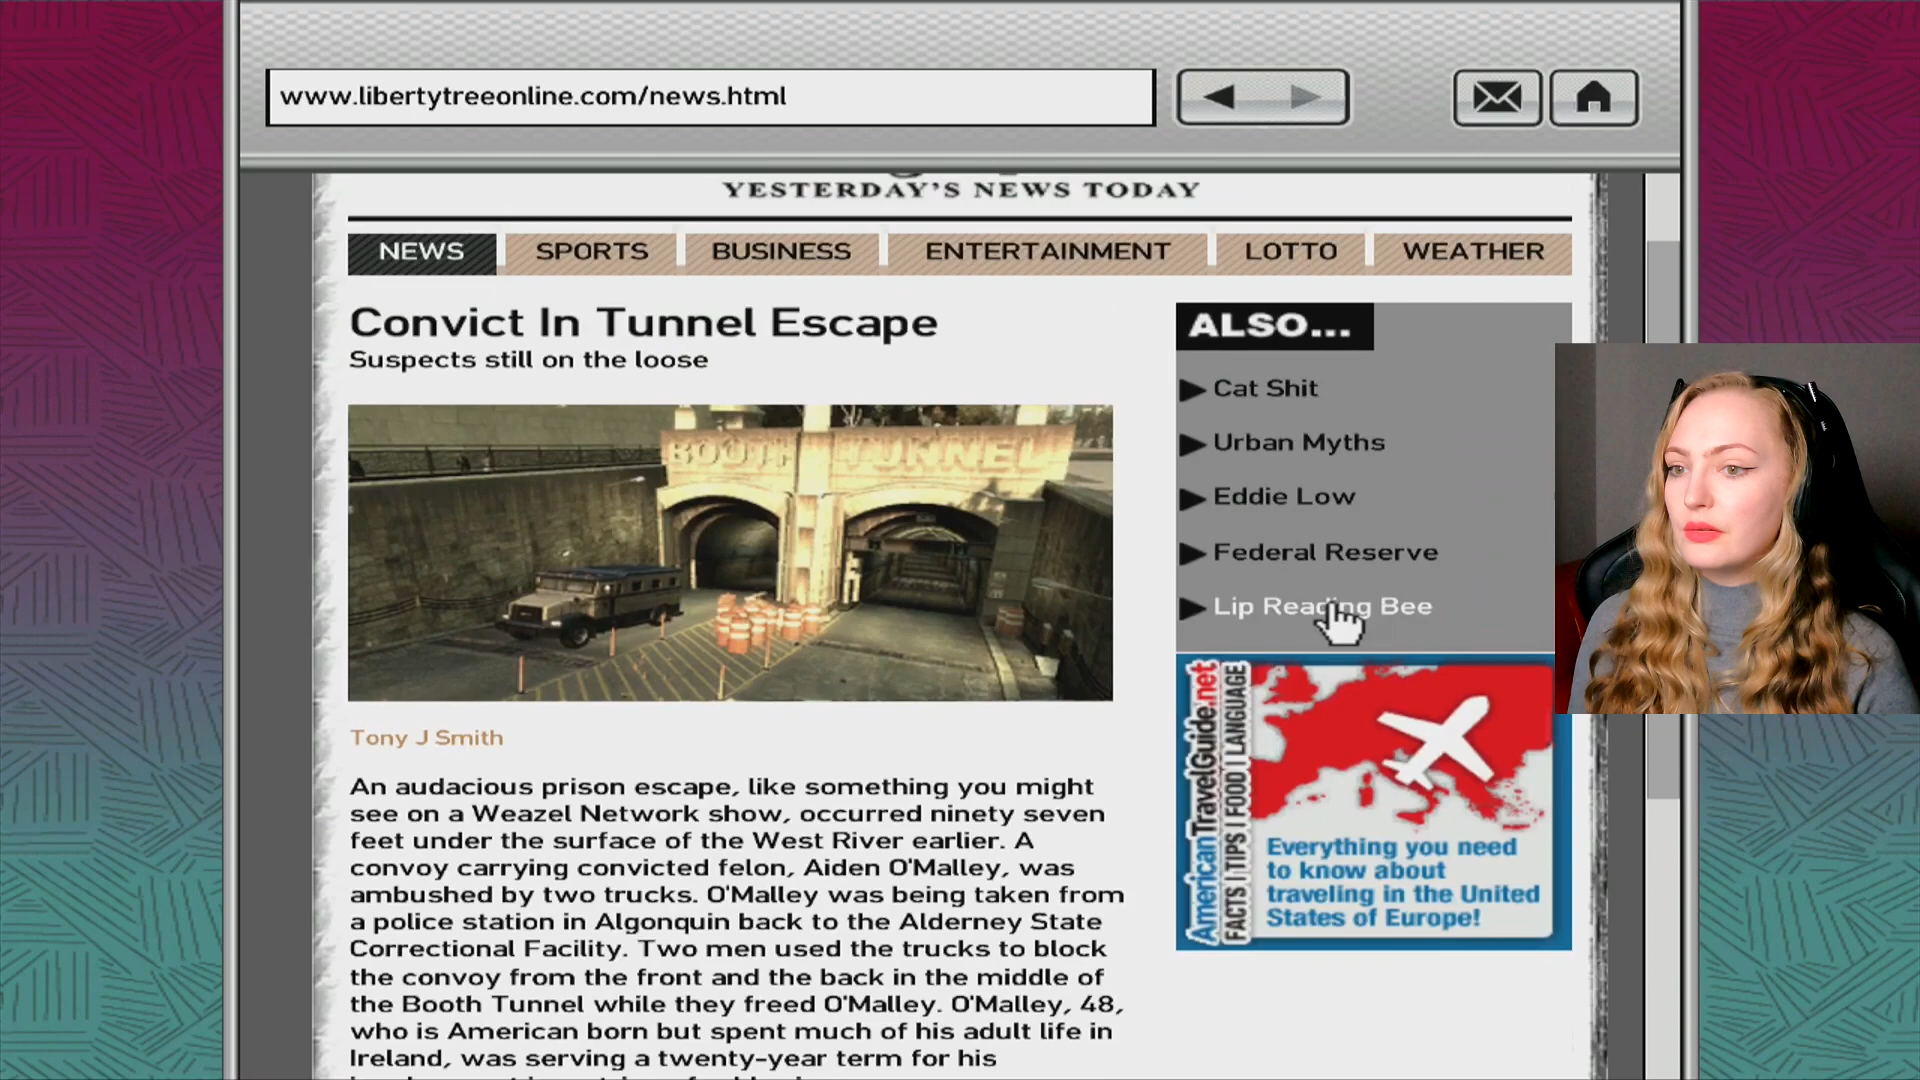 www.libertytreeonline.com/news.html
YESTERDAY'S NEWS TODAY
NEWS SPORTS BUSINESS ENTERTAINMENT LOTTO WEATHER
Convict In Tunnel Escape
Suspects still on the loose
BOOTH TUNNEL
Tony J Smith
An audacious prison escape, like something you might
see on a Weazel Network show, occurred ninety seven
feet under the surface of the West River earlier. A
convoy carrying convicted felon, Aiden O'Malley, was
ambushed by two trucks. O'Malley was being taken from
a police station in Algonquin back to the Alderney State
Correctional Facility. Two men used the trucks to block
the convoy from the front and the back in the middle of
the Booth Tunnel while they freed O'Malley. O'Malley, 48,
who is American born but spent much of his adult life in
Ireland, was serving a twenty-year term for his
ALSO...
Cat Shit
Urban Myths
Eddie Low
Federal Reserve
Lip Reading Bee
AmericanTravelGuide.net
FACTS | TIPS | FOOD | LANGUAGE
Everything you need
to know about
traveling in the United
States of Europe!